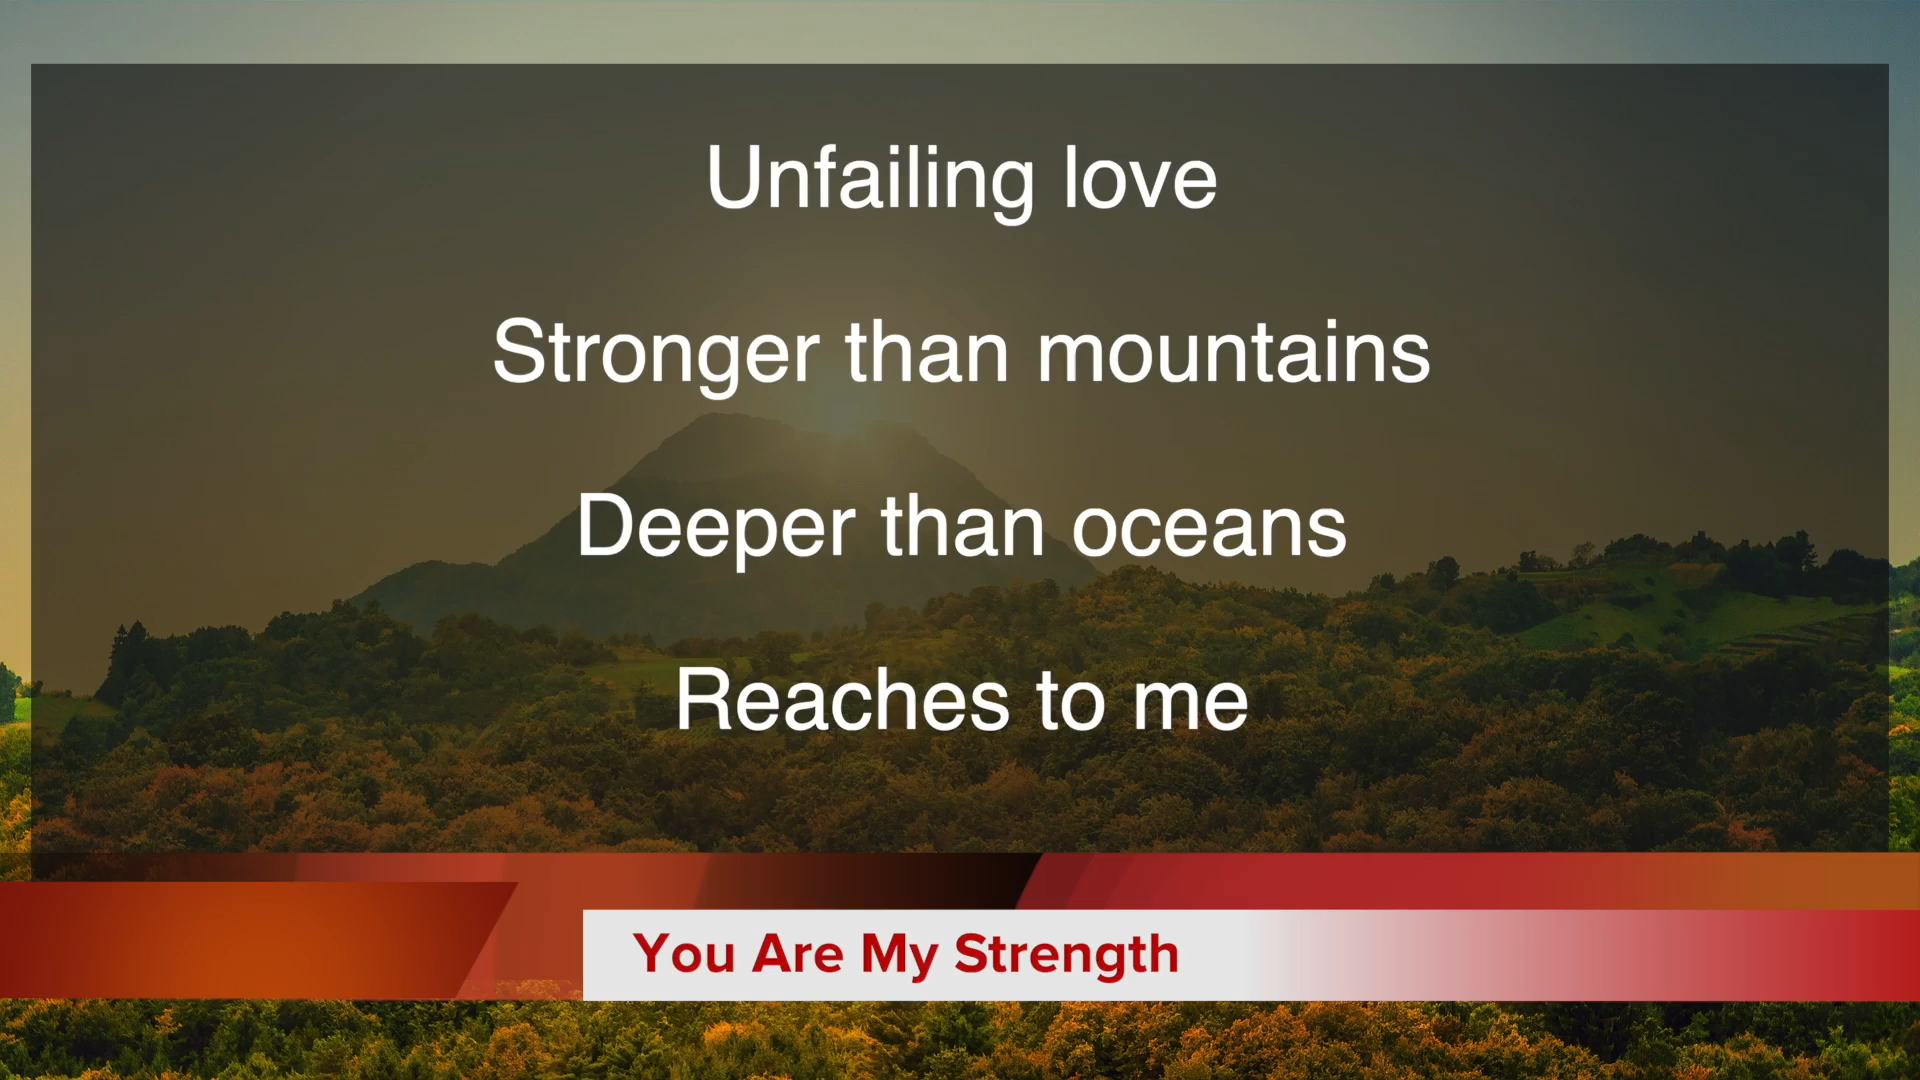 Unfailing love
Stronger than mountains
Deeper than oceans
Reaches to me
You Are My Strength